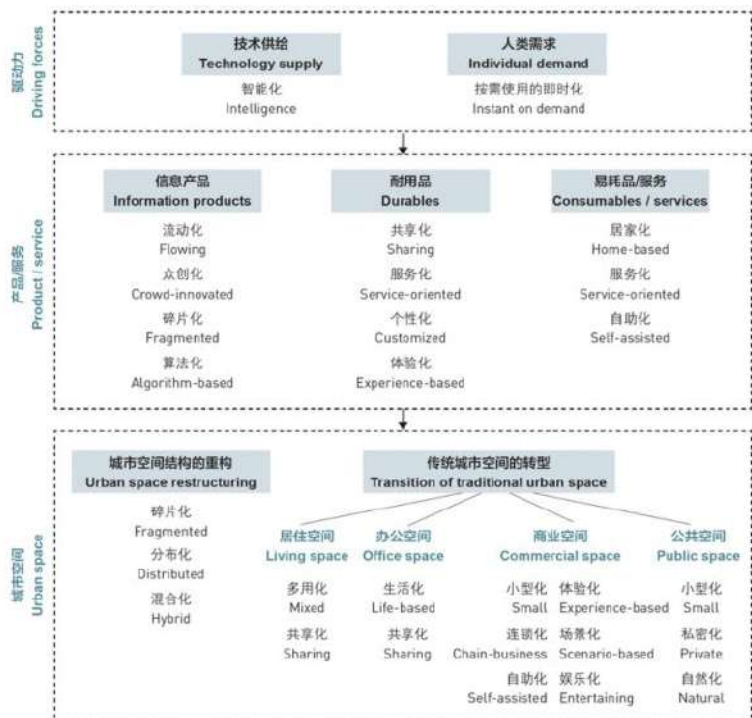 驱动力
Driving forces
技术供给
Technology supply
智能化
Intelligence
人类需求
Individual demand
按需使用的即时化
Instant on demand
产品/服务
Product / service
信息产品
Information products
流动化
Flowing
众创化
Crowd-innovated
碎片化
Fragmented
算法化
Algorithm-based
耐用品
Durables
共享化
Sharing
服务化
Service-oriented
个性化
Customized
体验化
Experience-based
易耗品/服务
Consumables / services
居家化
Home-based
服务化
Service-oriented
自助化
Self-assisted
城市空间
Urban space
城市空间结构的重构
Urban space restructuring
碎片化
Fragmented
分布化
Distributed
混合化
Hybrid
传统城市空间的转型
Transition of traditional urban space
居住空间
Living space
多用化
Mixed
共享化
Sharing
办公空间
Office space
生活化
Life-based
共享化
Sharing
商业空间
Commercial space
小型化
Small
连锁化
Chain-business
自助化
Self-assisted
体验化
Experience-based
场景化
Scenario-based
娱乐化
Entertaining
公共空间
Public space
小型化
Small
私密化
Private
自然化
Natural